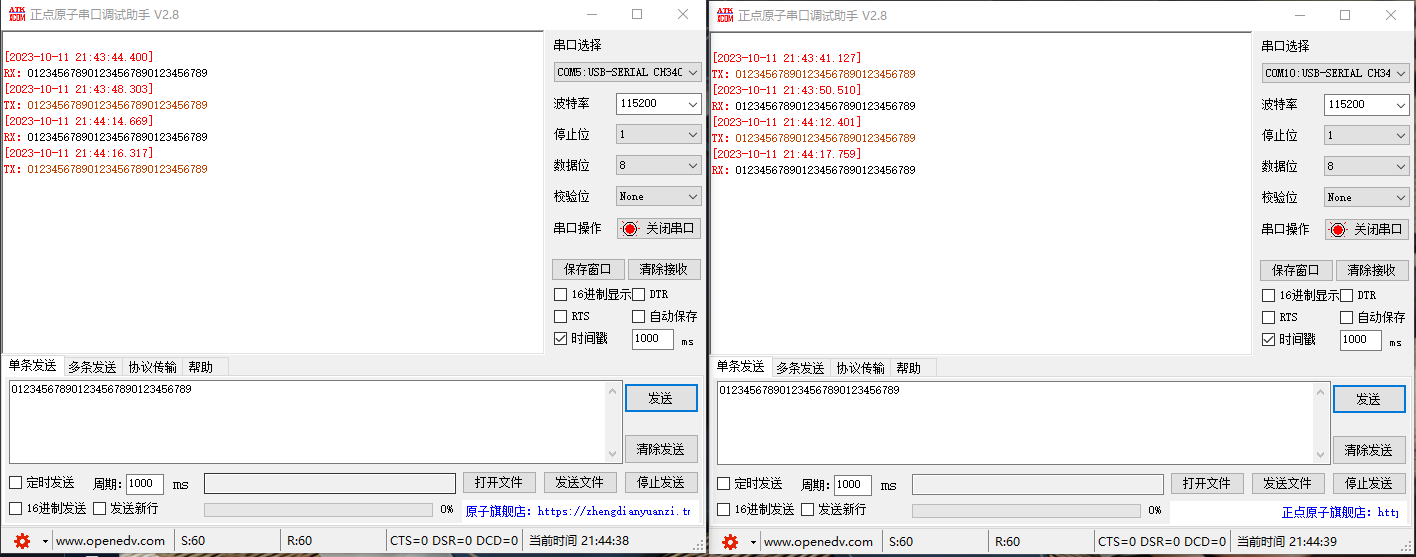 ATK XCOM 正点原子串口调试助手 V2.8
[2023-10-11 21:43:44.400]
RX: 012345678901234567890123456789
[2023-10-11 21:43:48.303]
TX: 012345678901234567890123456789
[2023-10-11 21:44:14.669]
RX: 012345678901234567890123456789
[2023-10-11 21:44:16.317]
TX: 012345678901234567890123456789
串口选择
COM5:USB-SERIAL CH340
波特率 115200
停止位 1
数据位 8
校验位 None
串口操作 关闭串口
保存窗口 清除接收
16进制显示 DTR
RTS 自动保存
时间戳 1000 ms
单条发送 多条发送 协议传输 帮助
012345678901234567890123456789
发送
清除发送
定时发送 周期: 1000 ms 打开文件 发送文件 停止发送
16进制发送 发送新行 0% 原子旗舰店: https://zhengdianyuanzi.tm
www.openedv.com S:60 R:60 CTS=0 DSR=0 DCD=0 当前时间 21:44:38
ATK XCOM 正点原子串口调试助手 V2.8
[2023-10-11 21:43:41.127]
TX: 012345678901234567890123456789
[2023-10-11 21:43:50.510]
RX: 012345678901234567890123456789
[2023-10-11 21:44:12.401]
TX: 012345678901234567890123456789
[2023-10-11 21:44:17.759]
RX: 012345678901234567890123456789
串口选择
COM10:USB-SERIAL CH34
波特率 115200
停止位 1
数据位 8
校验位 None
串口操作 关闭串口
保存窗口 清除接收
16进制显示 DTR
RTS 自动保存
时间戳 1000 ms
单条发送 多条发送 协议传输 帮助
012345678901234567890123456789
发送
清除发送
定时发送 周期: 1000 ms 打开文件 发送文件 停止发送
16进制发送 发送新行 0% 正点原子旗舰店: htt
www.openedv.com S:60 R:60 CTS=0 DSR=0 DCD=0 当前时间 21:44:39